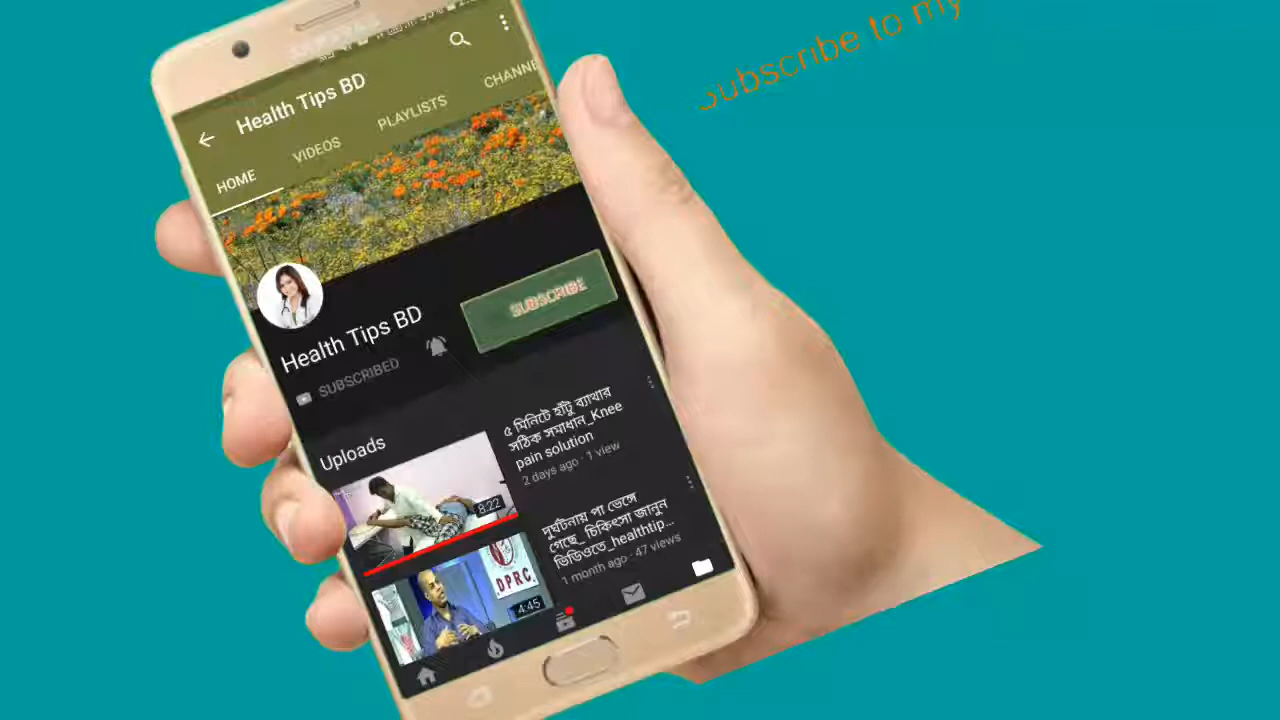 Subscribe to my
Health Tips BD
HOME
VIDEOS
PLAYLISTS
CHANNE
SUBSCRIBE
Health Tips BD
SUBSCRIBED
Uploads
৫ মিনিটে হাঁটু ব্যাথার
সঠিক সমাধান_Knee
pain solution
2 days ago · 1 view
8:22
দুর্ঘটনায় পা ভেঙ্গে
গেছে_ চিকিৎসা জানুন
ভিডিওতে_healthtip...
1 month ago · 47 views
DPRC
4:45